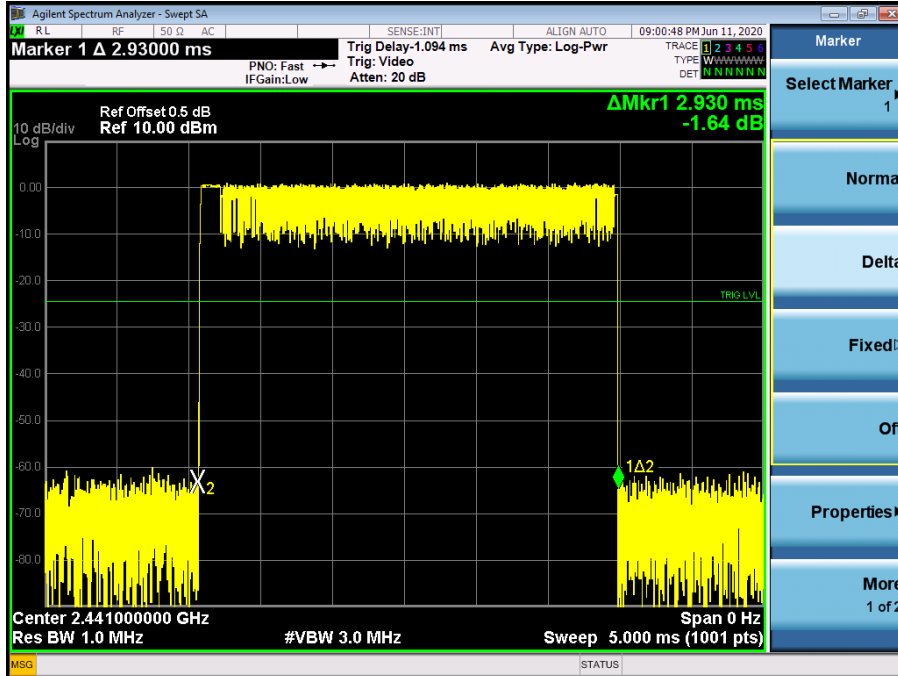 Agilent Spectrum Analyzer - Swept SA
LXI RL RF 50 Ω AC SENSE:INT ALIGN AUTO 09:00:48 PM Jun 11, 2020
Marker 1 Δ 2.93000 ms
PNO: Fast
IFGain:Low
Trig Delay-1.094 ms
Trig: Video
Atten: 20 dB
Avg Type: Log-Pwr
TRACE 1 2 3 4 5 6
TYPE WWWWWW
DET N N N N N N
ΔMkr1 2.930 ms
-1.64 dB
Ref Offset 0.5 dB
10 dB/div Ref 10.00 dBm
Log
0.00
-10.0
-20.0
TRIG LVL
-30.0
-40.0
-50.0
-60.0
1Δ2
2
-70.0
-80.0
Center 2.441000000 GHz Span 0 Hz
Res BW 1.0 MHz #VBW 3.0 MHz Sweep 5.000 ms (1001 pts)
MSG STATUS
Marker
Select Marker
1
Norma
Delta
Fixed
Of
Properties
More
1 of 2